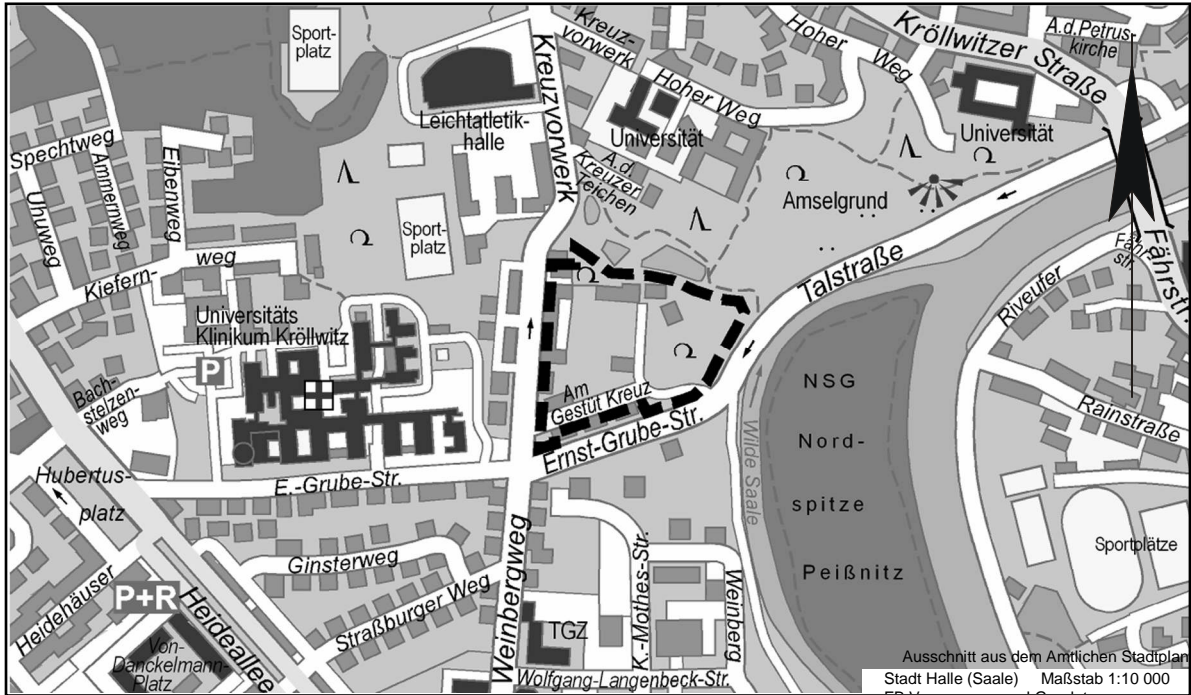 Sport-
platz
Kreuz-
vorwerk
Hoher
Weg
Kröllwitzer Straße
A.d.Petrus-
kirche
Kreuzvorwerk
Hoher Weg
Leichtatletik-
halle
Universität
Universität
Spechtweg
Ammernweg
Eibenweg
Uhuweg
A.d.
Kreuzer
Teichen
Amselgrund
Sport-
platz
Talstraße
Fähr-
str.
Fährstr.
Riveufer
Kiefern-
weg
Universitäts
Klinikum Kröllwitz
P
Bach-
stelzen-
weg
Am
Gestüt Kreuz
Ernst-Grube-Str.
NSG
Nord-
spitze
Peißnitz
Wilde Saale
Rainstraße
Hubertus-
platz
E.-Grube-Str.
Sportplätze
Ginsterweg
Straßburger Weg
Weinbergweg
K.-Mothes-Str.
Weinberg
Heidehäuser
P+R
Heideallee
Von-
Danckelmann-
Platz
TGZ
Wolfgang-Langenbeck-Str.
Ausschnitt aus dem Amtlichen Stadtplan
Stadt Halle (Saale) Maßstab 1:10 000